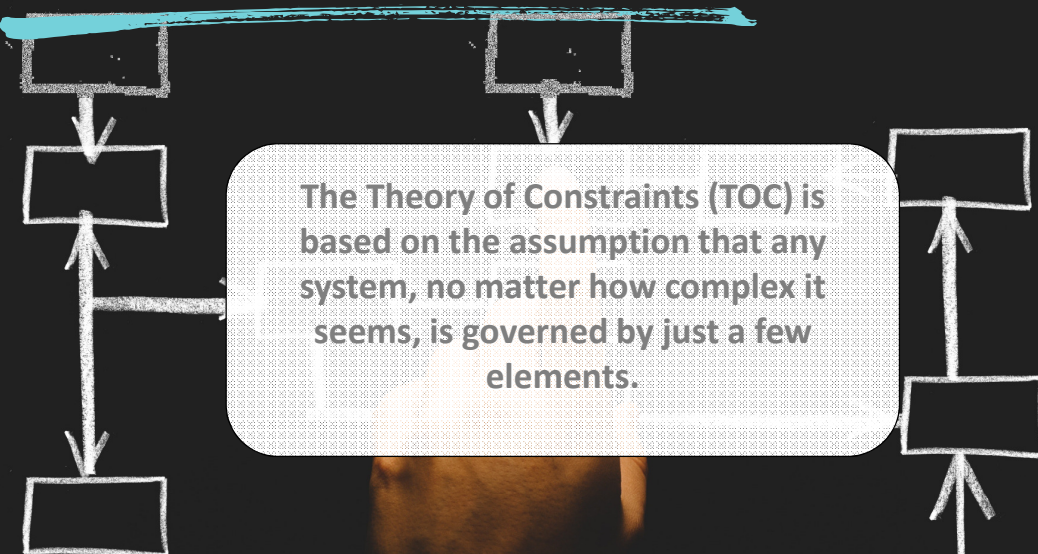 The Theory of Constraints (TOC) is
based on the assumption that any
system, no matter how complex it
seems, is governed by just a few
elements.